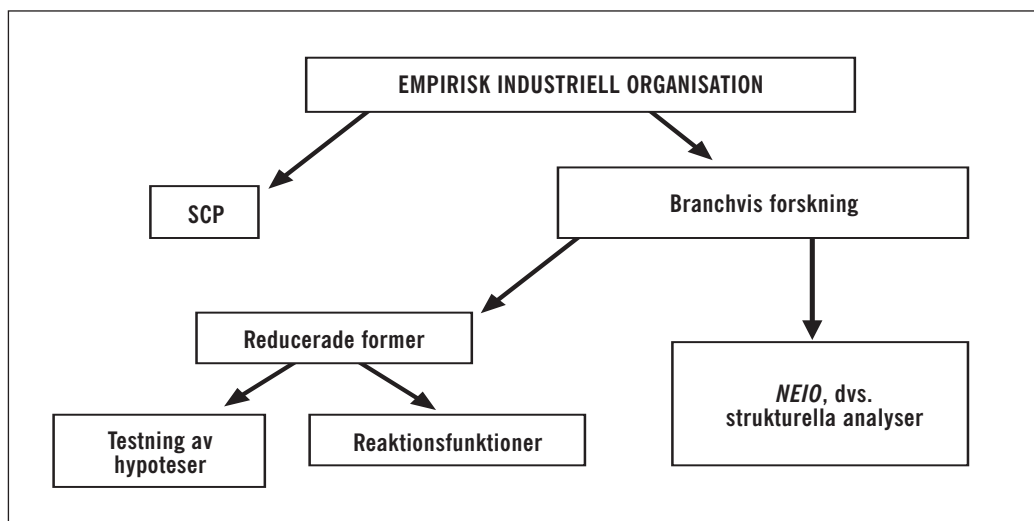 EMPIRISK INDUSTRIELL ORGANISATION
SCP
Branchvis forskning
Reducerade former
NEIO, dvs.
strukturella analyser
Testning av
hypoteser
Reaktionsfunktioner